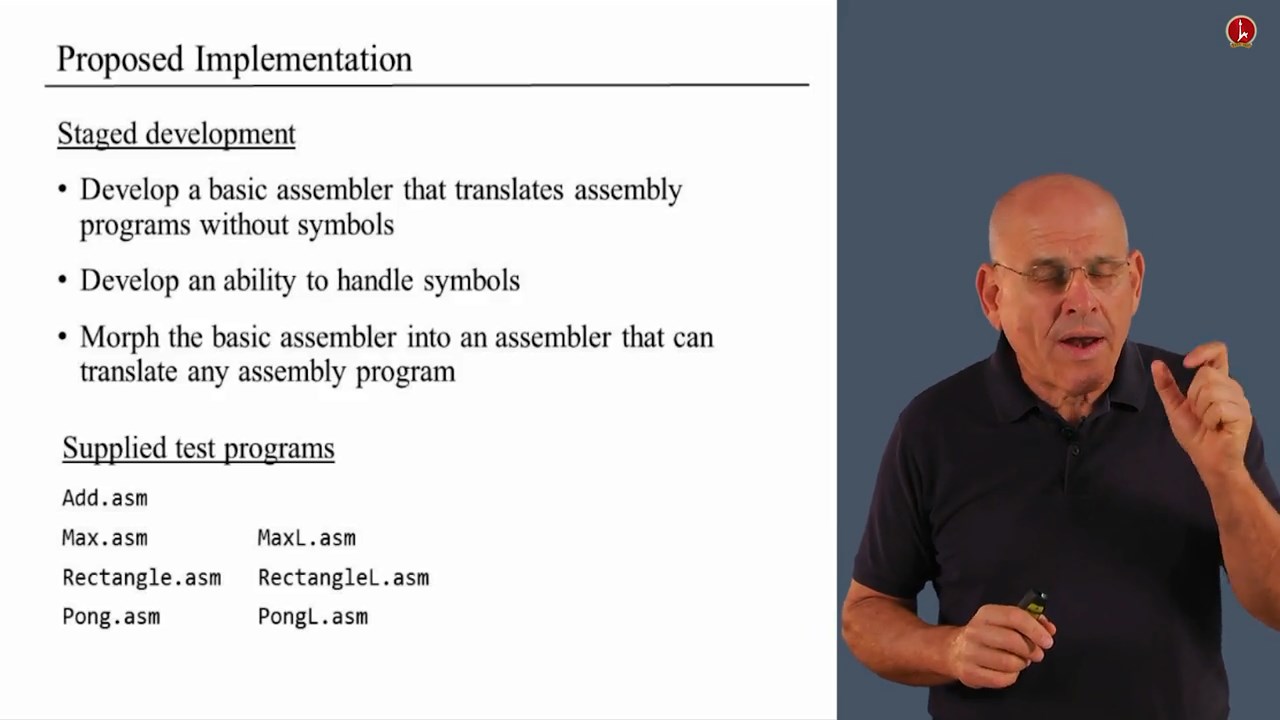 Proposed Implementation
Staged development
• Develop a basic assembler that translates assembly
programs without symbols
• Develop an ability to handle symbols
• Morph the basic assembler into an assembler that can
translate any assembly program
Supplied test programs
Add.asm
Max.asm MaxL.asm
Rectangle.asm RectangleL.asm
Pong.asm PongL.asm